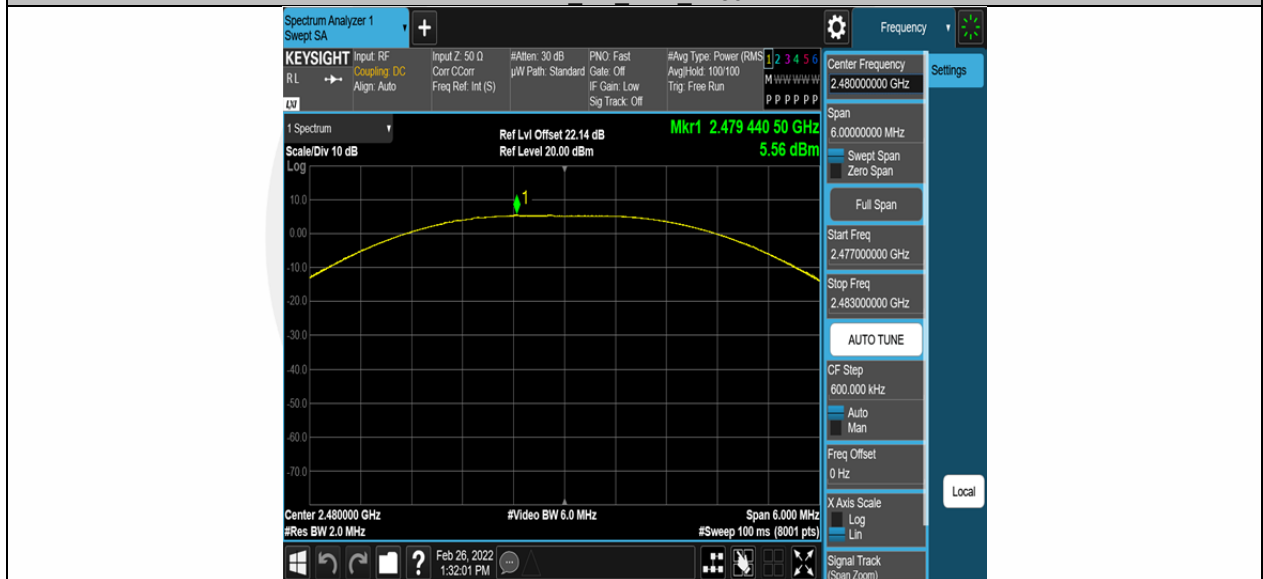 Spectrum Analyzer 1
Swept SA
Frequency
KEYSIGHT
RL
LXI
Input: RF
Coupling: DC
Align: Auto
Input Z: 50 Ω
Corr CCorr
Freq Ref: Int (S)
#Atten: 30 dB
µW Path: Standard
PNO: Fast
Gate: Off
IF Gain: Low
Sig Track: Off
#Avg Type: Power (RMS
Avg|Hold: 100/100
Trig: Free Run
1 2 3 4 5 6
M W W W W W
P P P P P P
1 Spectrum
Scale/Div 10 dB
Ref Lvl Offset 22.14 dB
Ref Level 20.00 dBm
Mkr1 2.479 440 50 GHz
5.56 dBm
Log
1
10.0
0.00
-10.0
-20.0
-30.0
-40.0
-50.0
-60.0
-70.0
Center 2.480000 GHz
#Res BW 2.0 MHz
#Video BW 6.0 MHz
Span 6.000 MHz
#Sweep 100 ms (8001 pts)
?
Feb 26, 2022
1:32:01 PM
Center Frequency
2.480000000 GHz
Settings
Span
6.00000000 MHz
Swept Span
Zero Span
Full Span
Start Freq
2.477000000 GHz
Stop Freq
2.483000000 GHz
AUTO TUNE
CF Step
600.000 kHz
Auto
Man
Freq Offset
0 Hz
X Axis Scale
Log
Lin
Local
Signal Track
(Span Zoom)